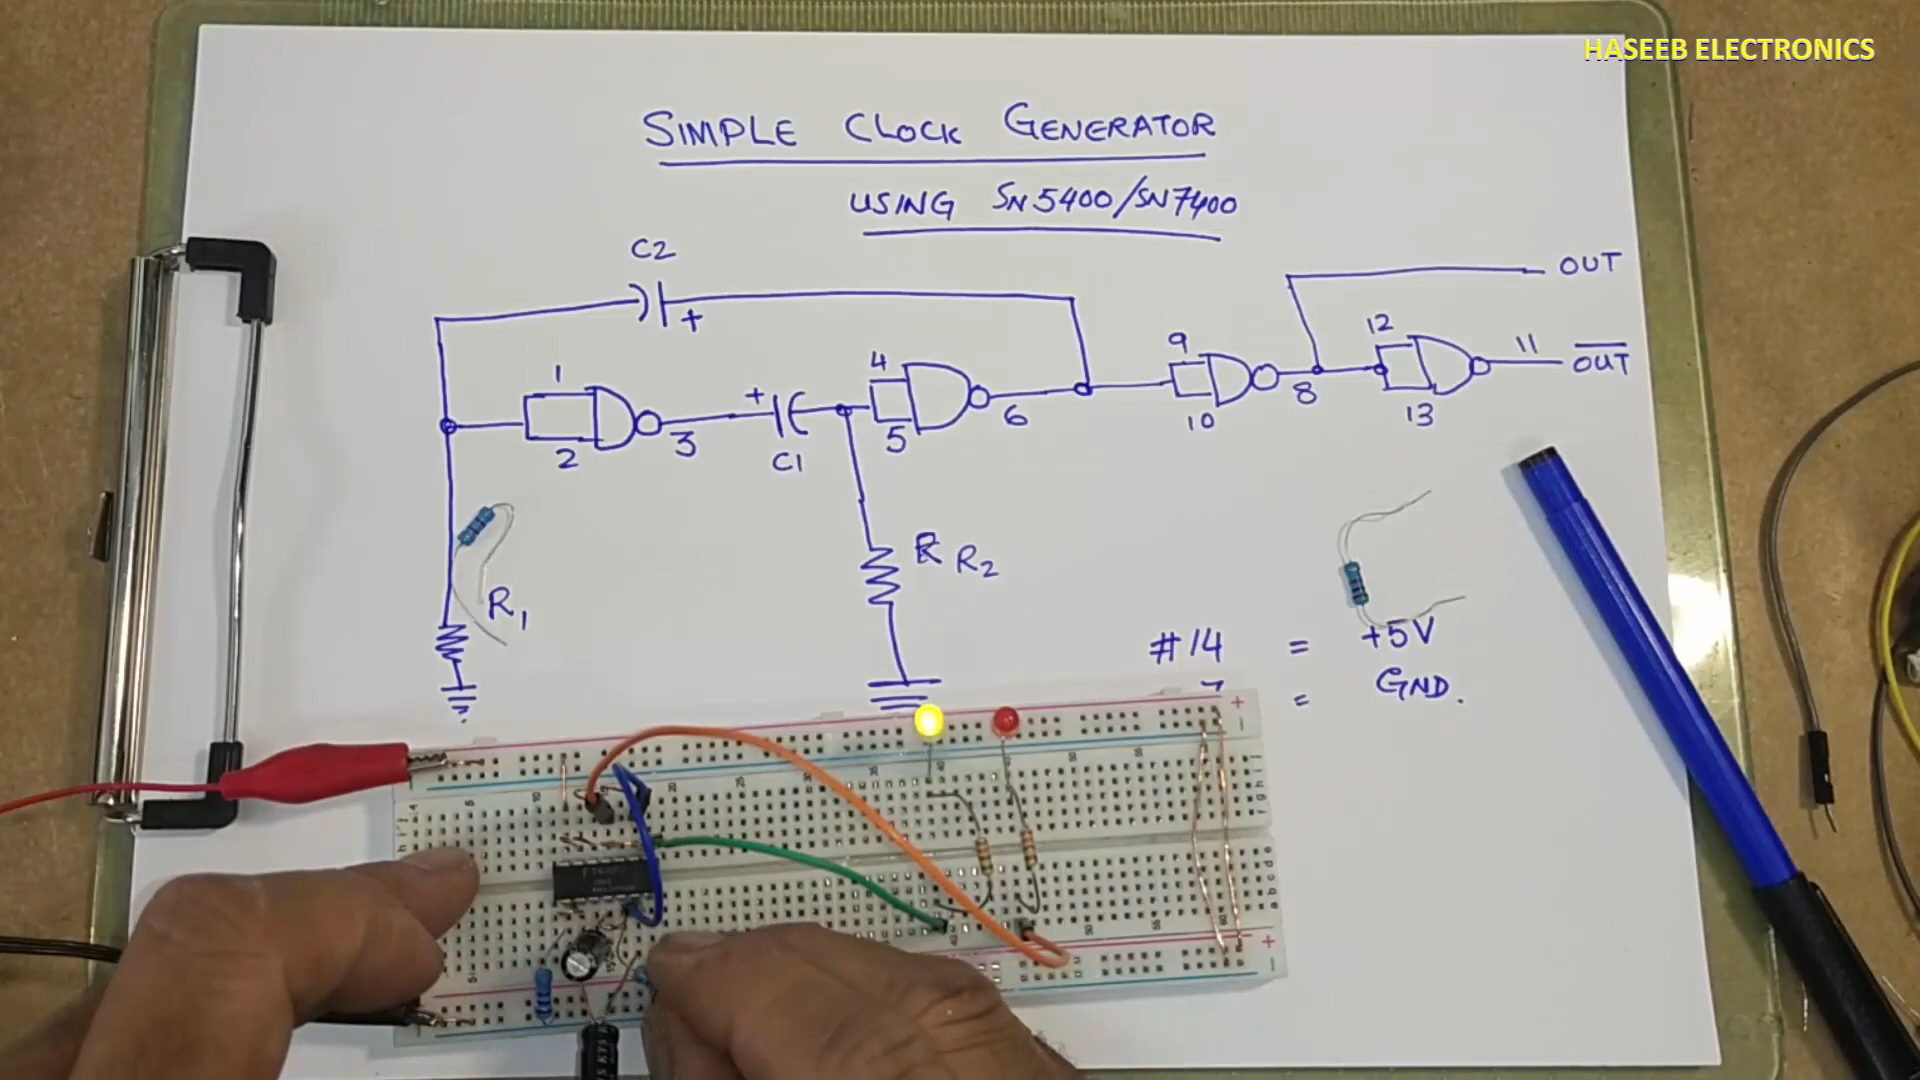 HASEEB ELECTRONICS
SIMPLE CLOCK GENERATOR
USING SN5400/SN7400
C2
+
OUT
1
2
3
+
C1
4
5
6
9
10
8
12
13
11
OUT
R1
R R2
#14 = +5V
7 = GND.